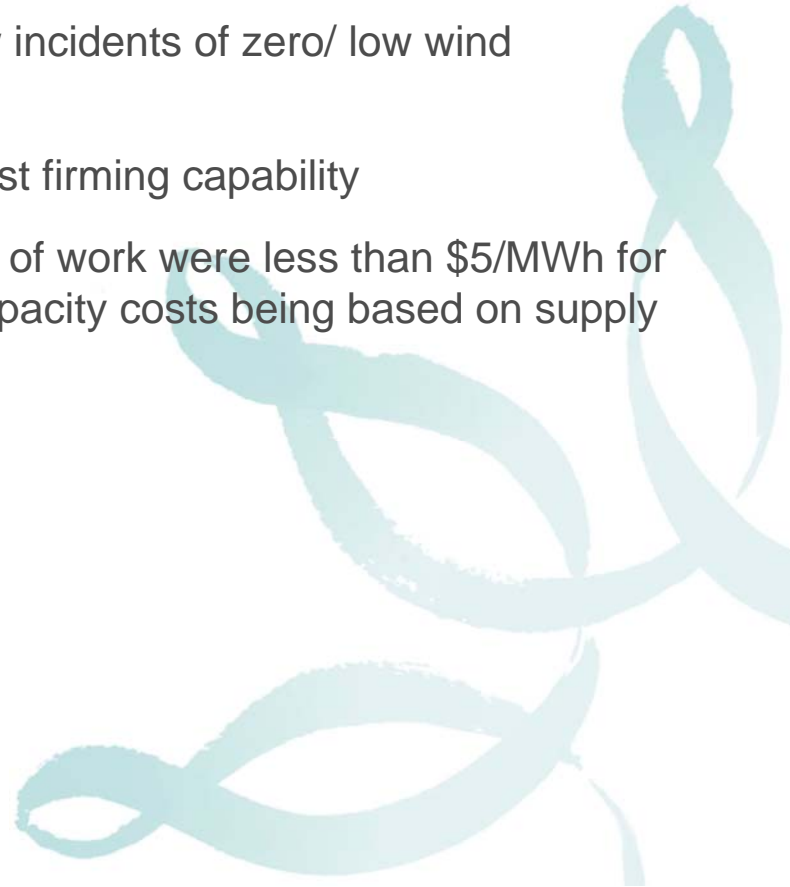 incidents of zero/ low wind
st firming capability
of work were less than $5/MWh for
pacity costs being based on supply